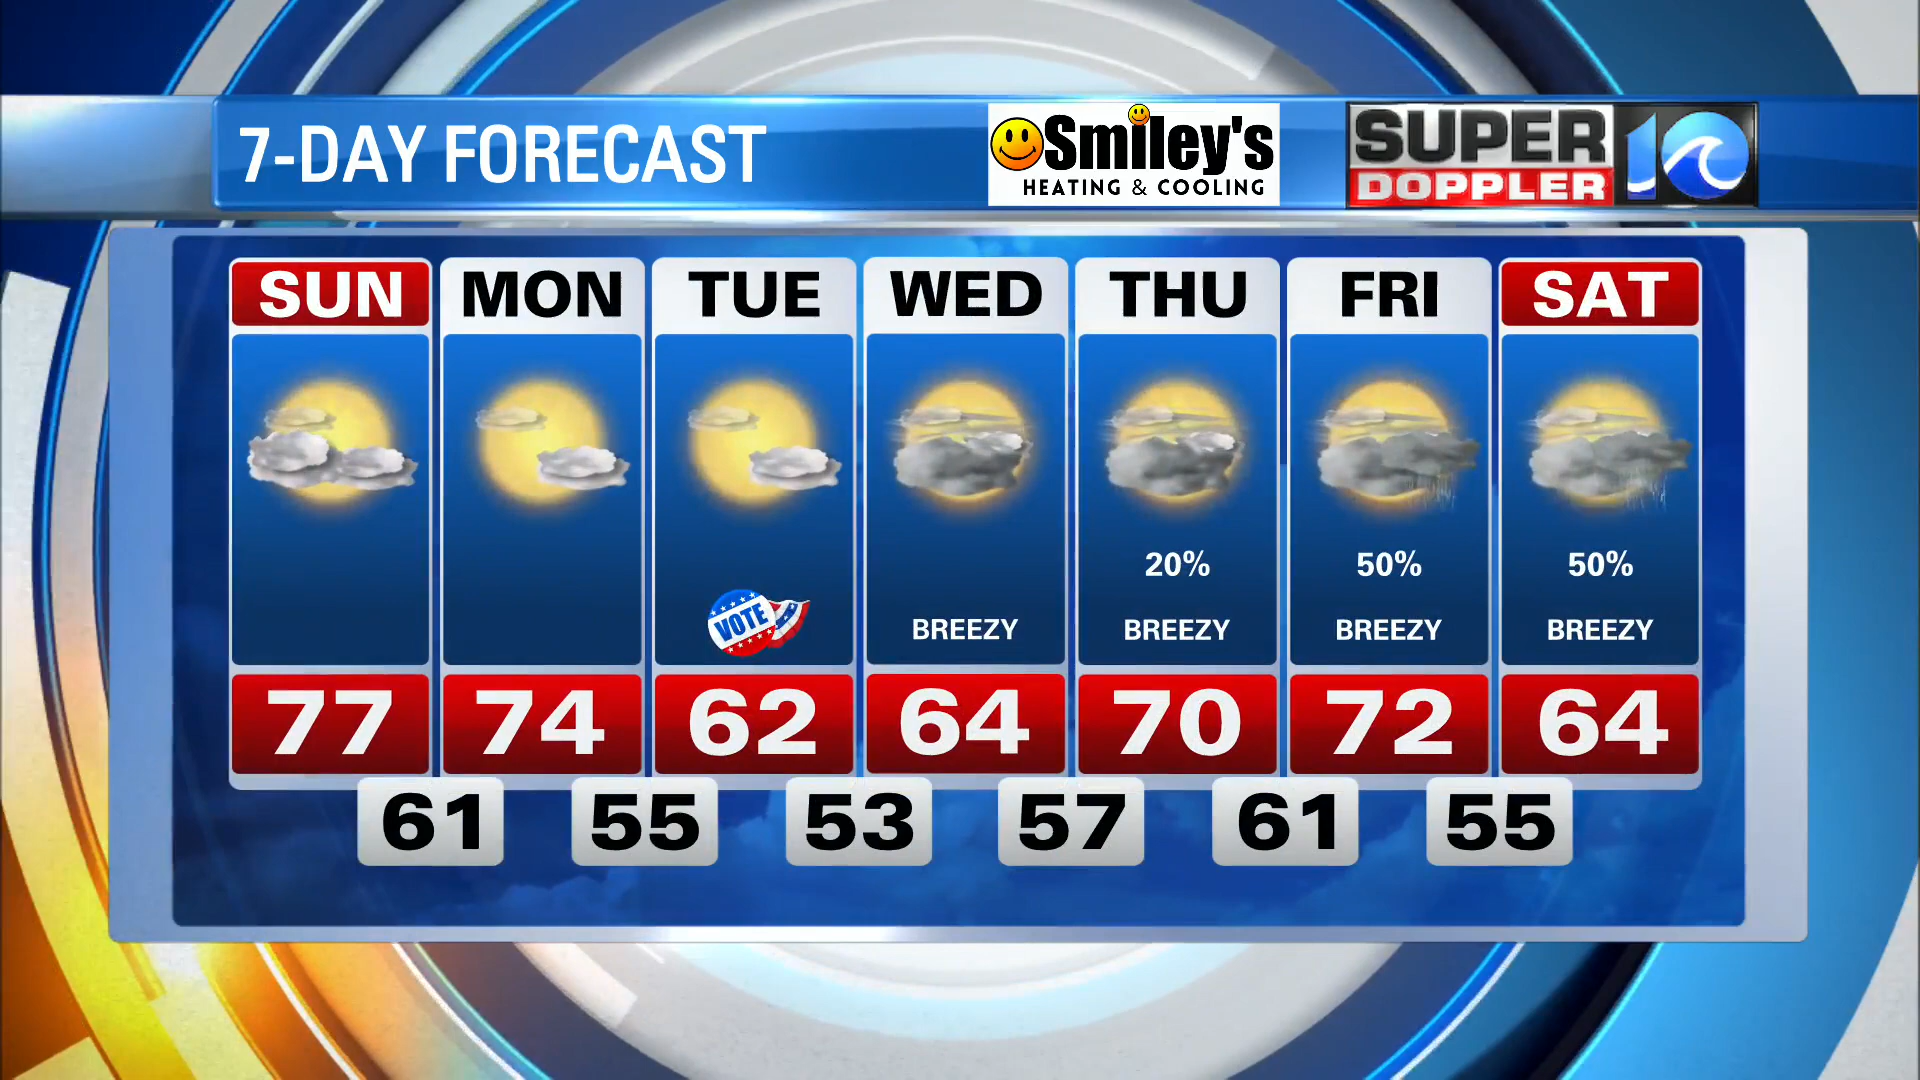 7-DAY FORECAST
Smiley's
HEATING & COOLING
SUPER
DOPPLER
10
SUN MON TUE WED THU FRI SAT
20% 50% 50%
VOTE
BREEZY BREEZY BREEZY BREEZY
77 74 62 64 70 72 64
61 55 53 57 61 55